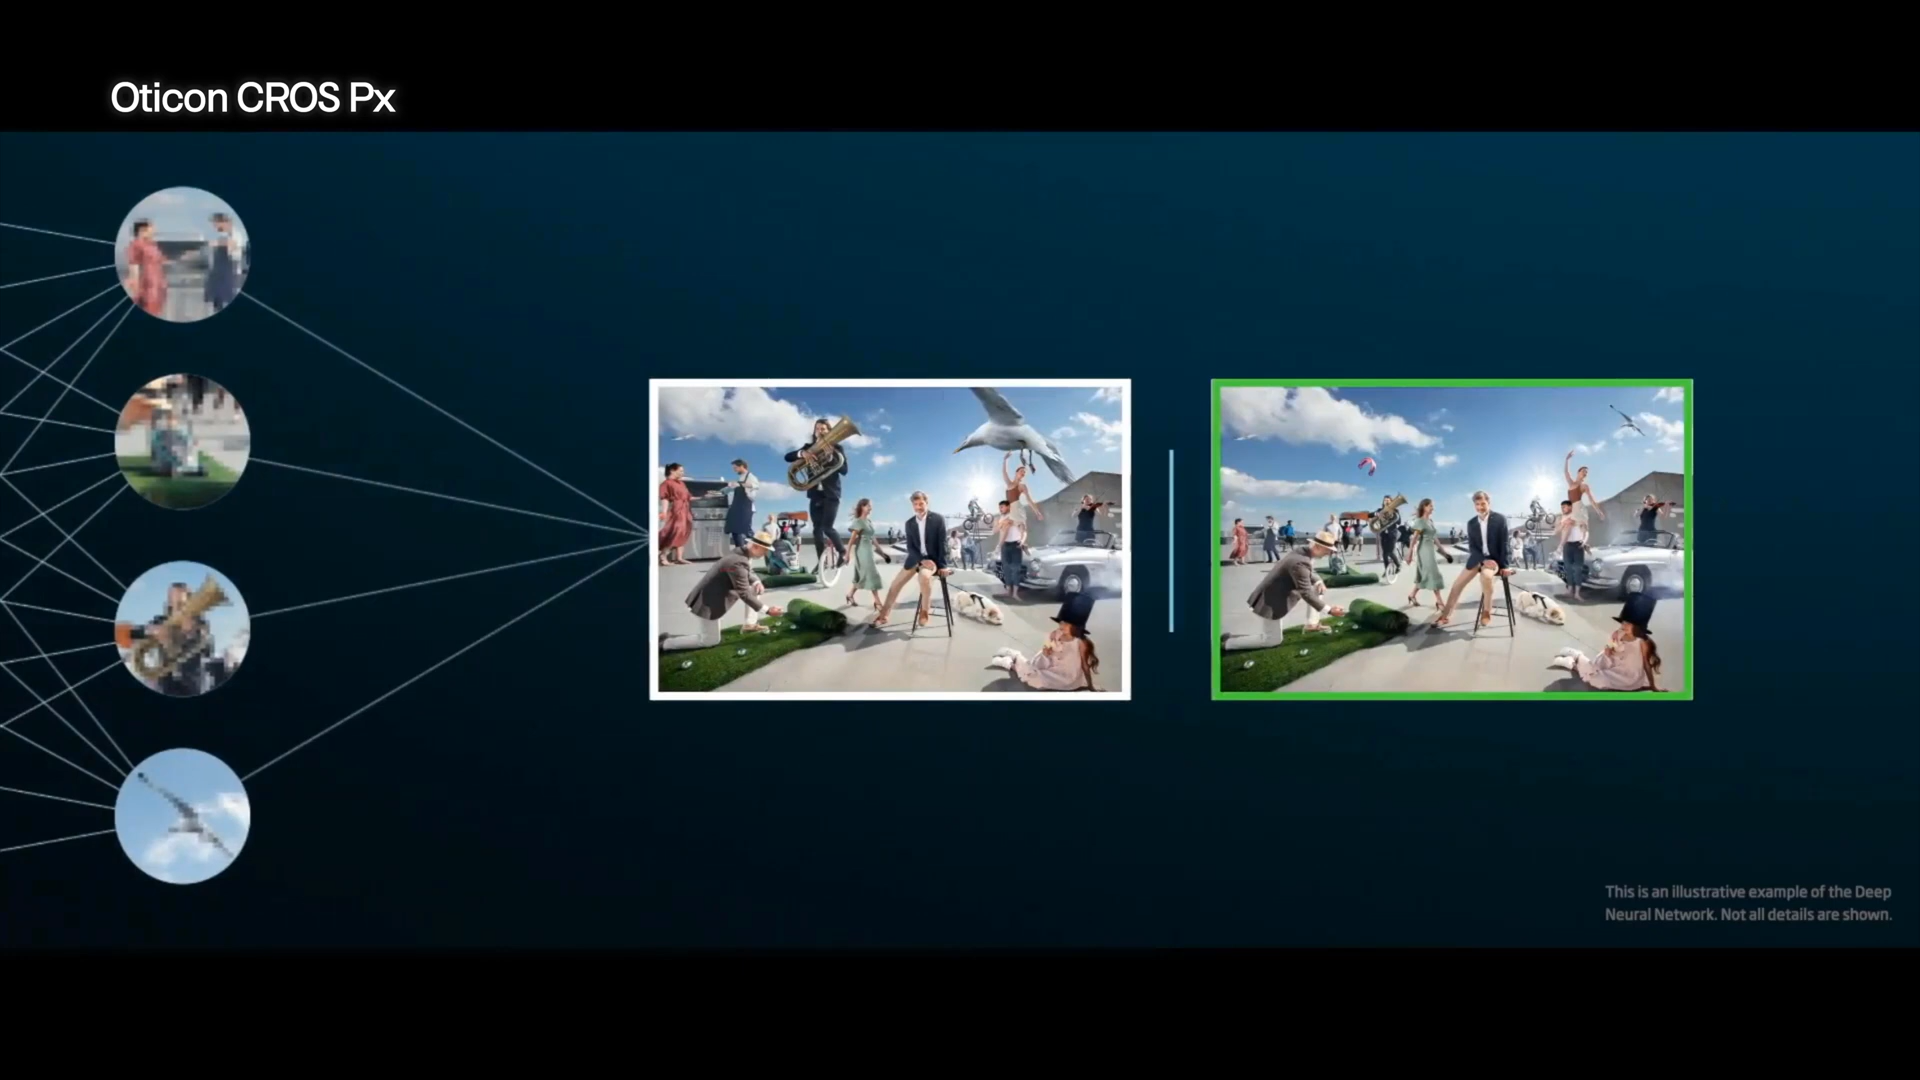 Oticon CROS Px
This is an illustrative example of the Deep
Neural Network. Not all details are shown.